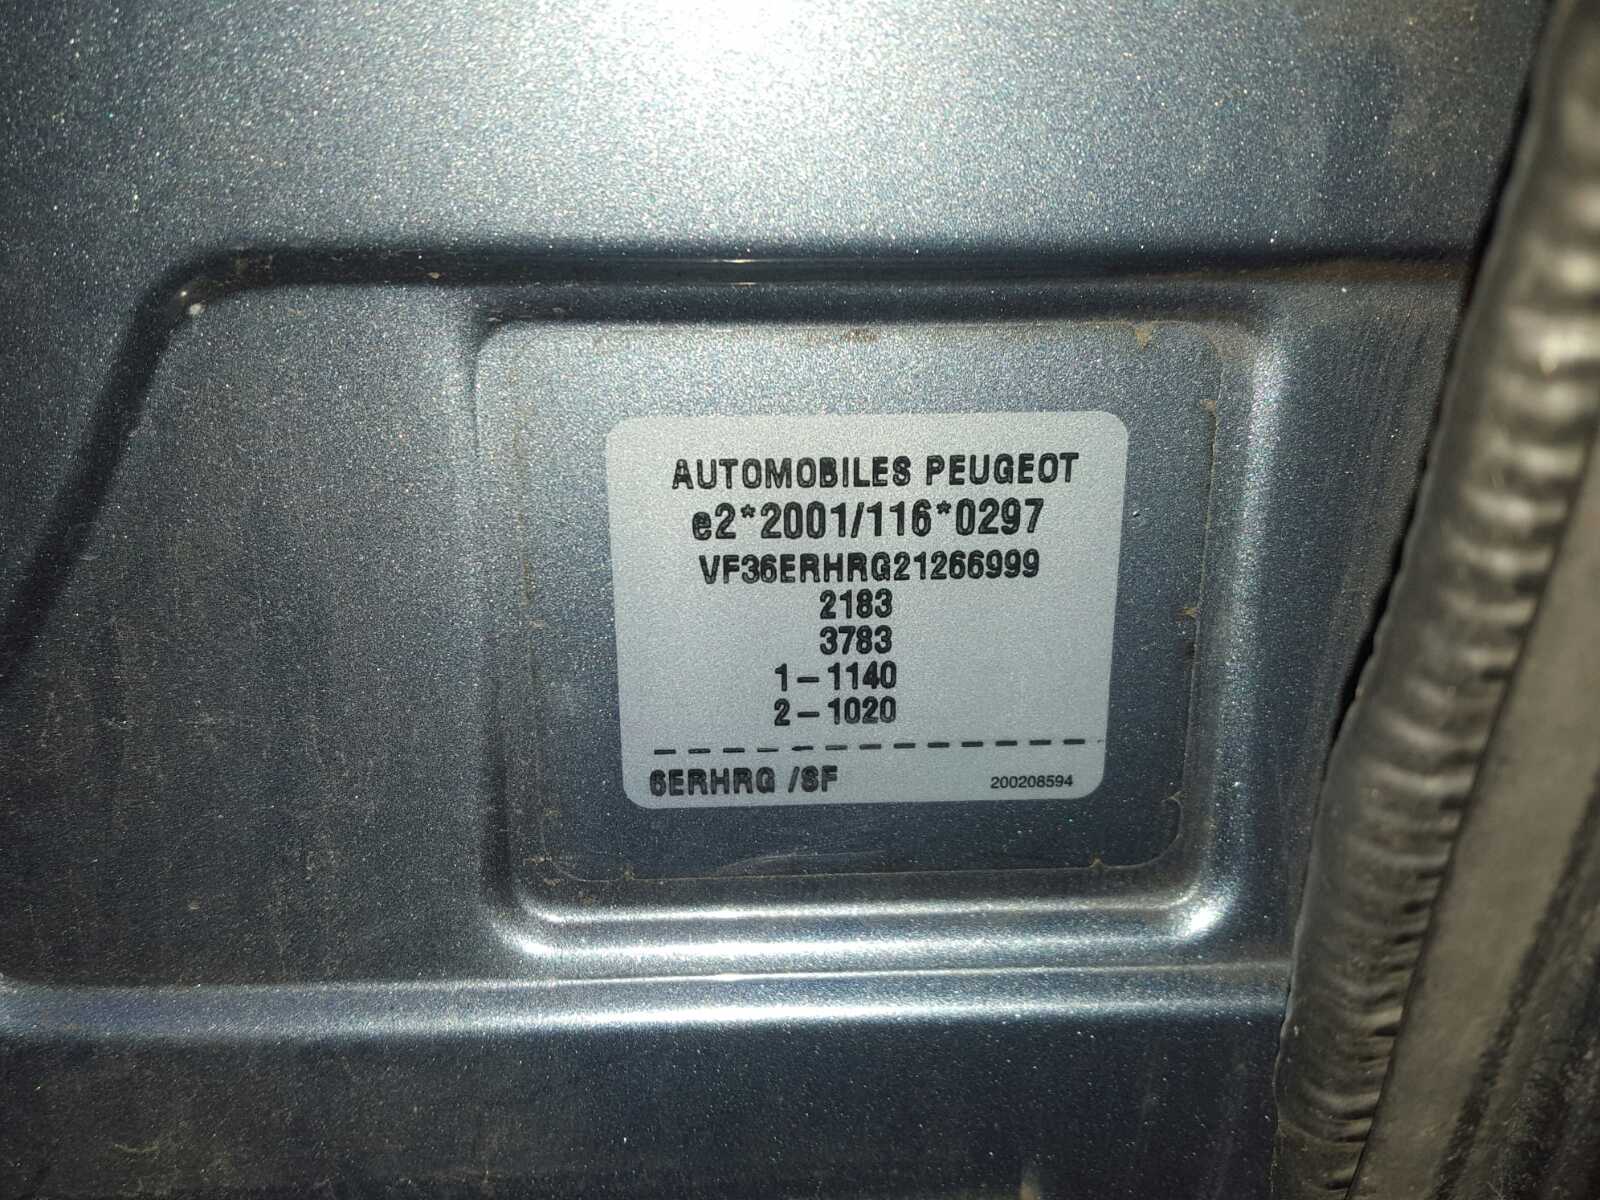 AUTOMOBILES PEUGEOT
e2*2001/116*0297
VF36ERHRG21266999
2183
3783
1-1140
2-1020
6ERHRG /SF 200208594